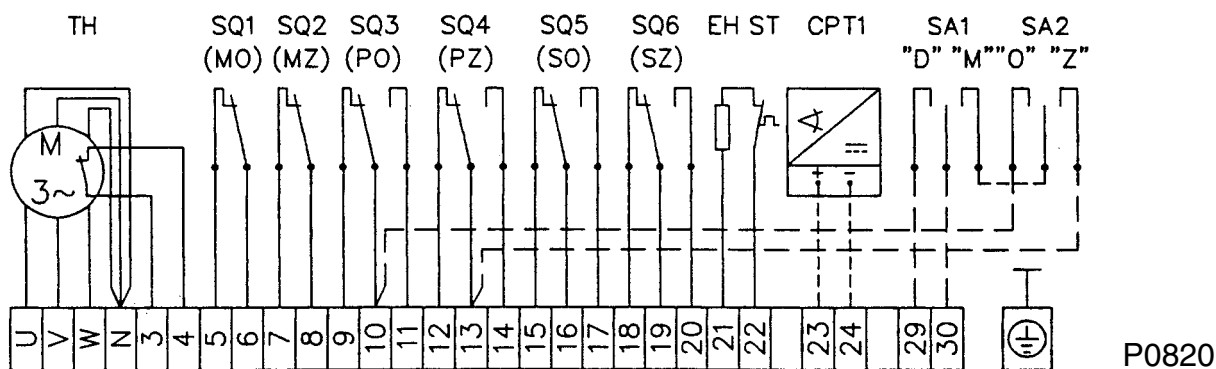 TH SQ1 SQ2 SQ3 SQ4 SQ5 SQ6 EH ST CPT1 SA1 SA2
(MO) (MZ) (PO) (PZ) (SO) (SZ) "D" "M" "O" "Z"
M
3~
+ −
U V W N 3 4 5 6 7 8 9 10 11 12 13 14 15 16 17 18 19 20 21 22 23 24 29 30
P0820